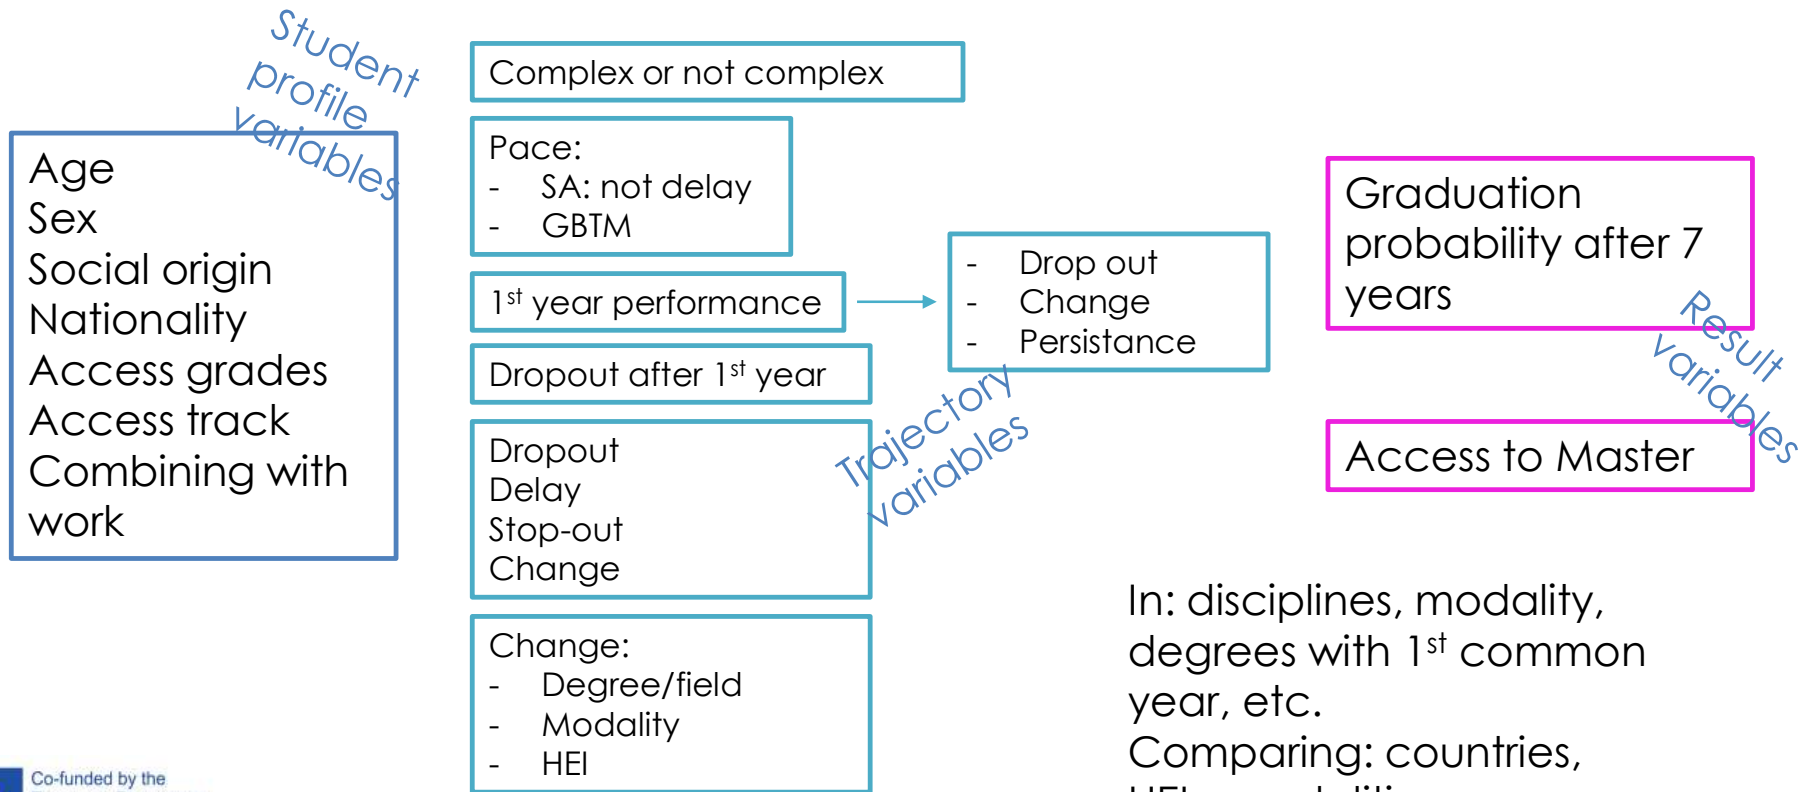 Student
profile
variables
Age
Sex
Social origin
Nationality
Access grades
Access track
Combining with
work
Complex or not complex
Pace:
- SA: not delay
- GBTM
1st year performance
Dropout after 1st year
Dropout
Delay
Stop-out
Change
Change:
- Degree/field
- Modality
- HEI
- Drop out
- Change
- Persistance
Trajectory
variables
Graduation
probability after 7
years
Result
variables
Access to Master
In: disciplines, modality,
degrees with 1st common
year, etc.
Comparing: countries,
Co-funded by the